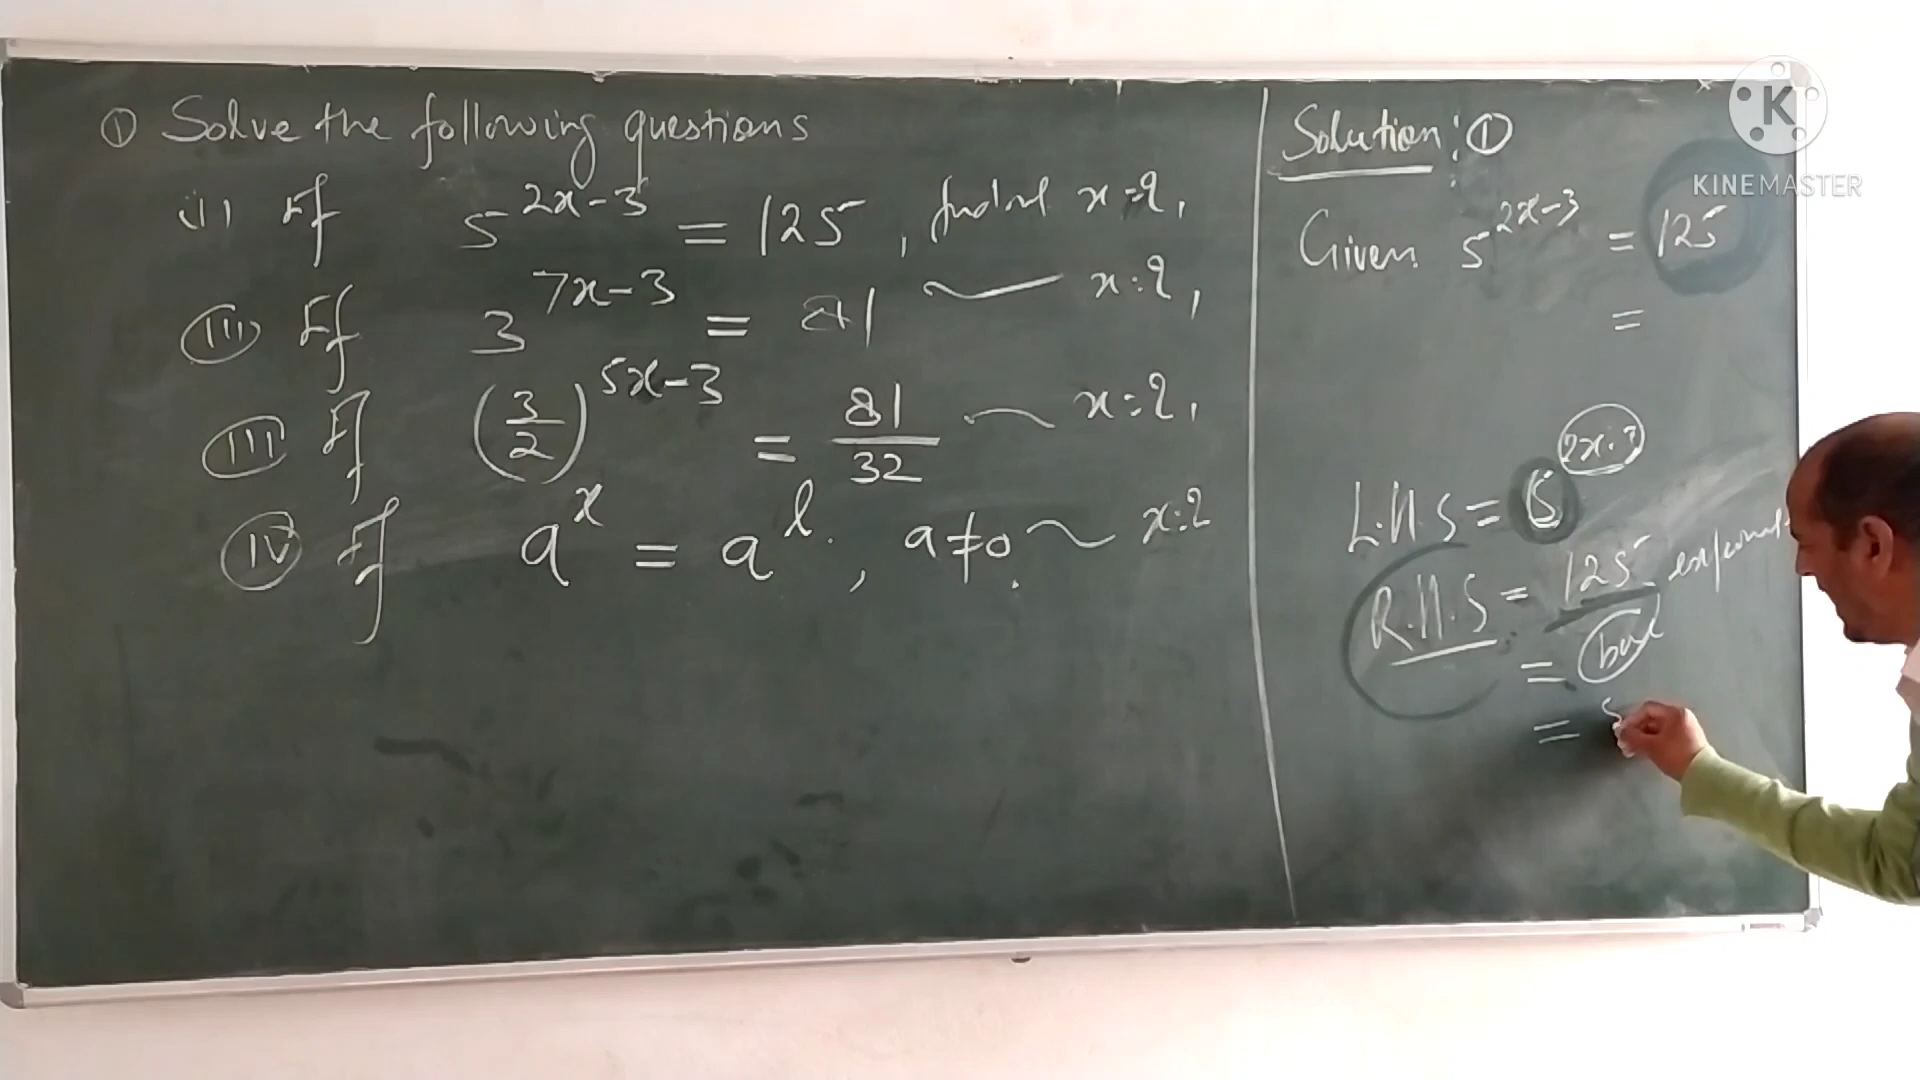 ① Solve the following questions
(i) If 5^{2x-3} = 125, find out x=?,
(ii) If 3^{7x-3} = 81 ~ x=?,
(iii) If (3/2)^{5x-3} = 81/32 ~ x=?,
(iv) If a^x = a^l, a≠0 ~ x=?
Solution: ①
Given 5^{2x-3} = 125
=
L.H.S = 5^{2x-3}
R.H.S = 125
= base
= 5
K
KINEMASTER